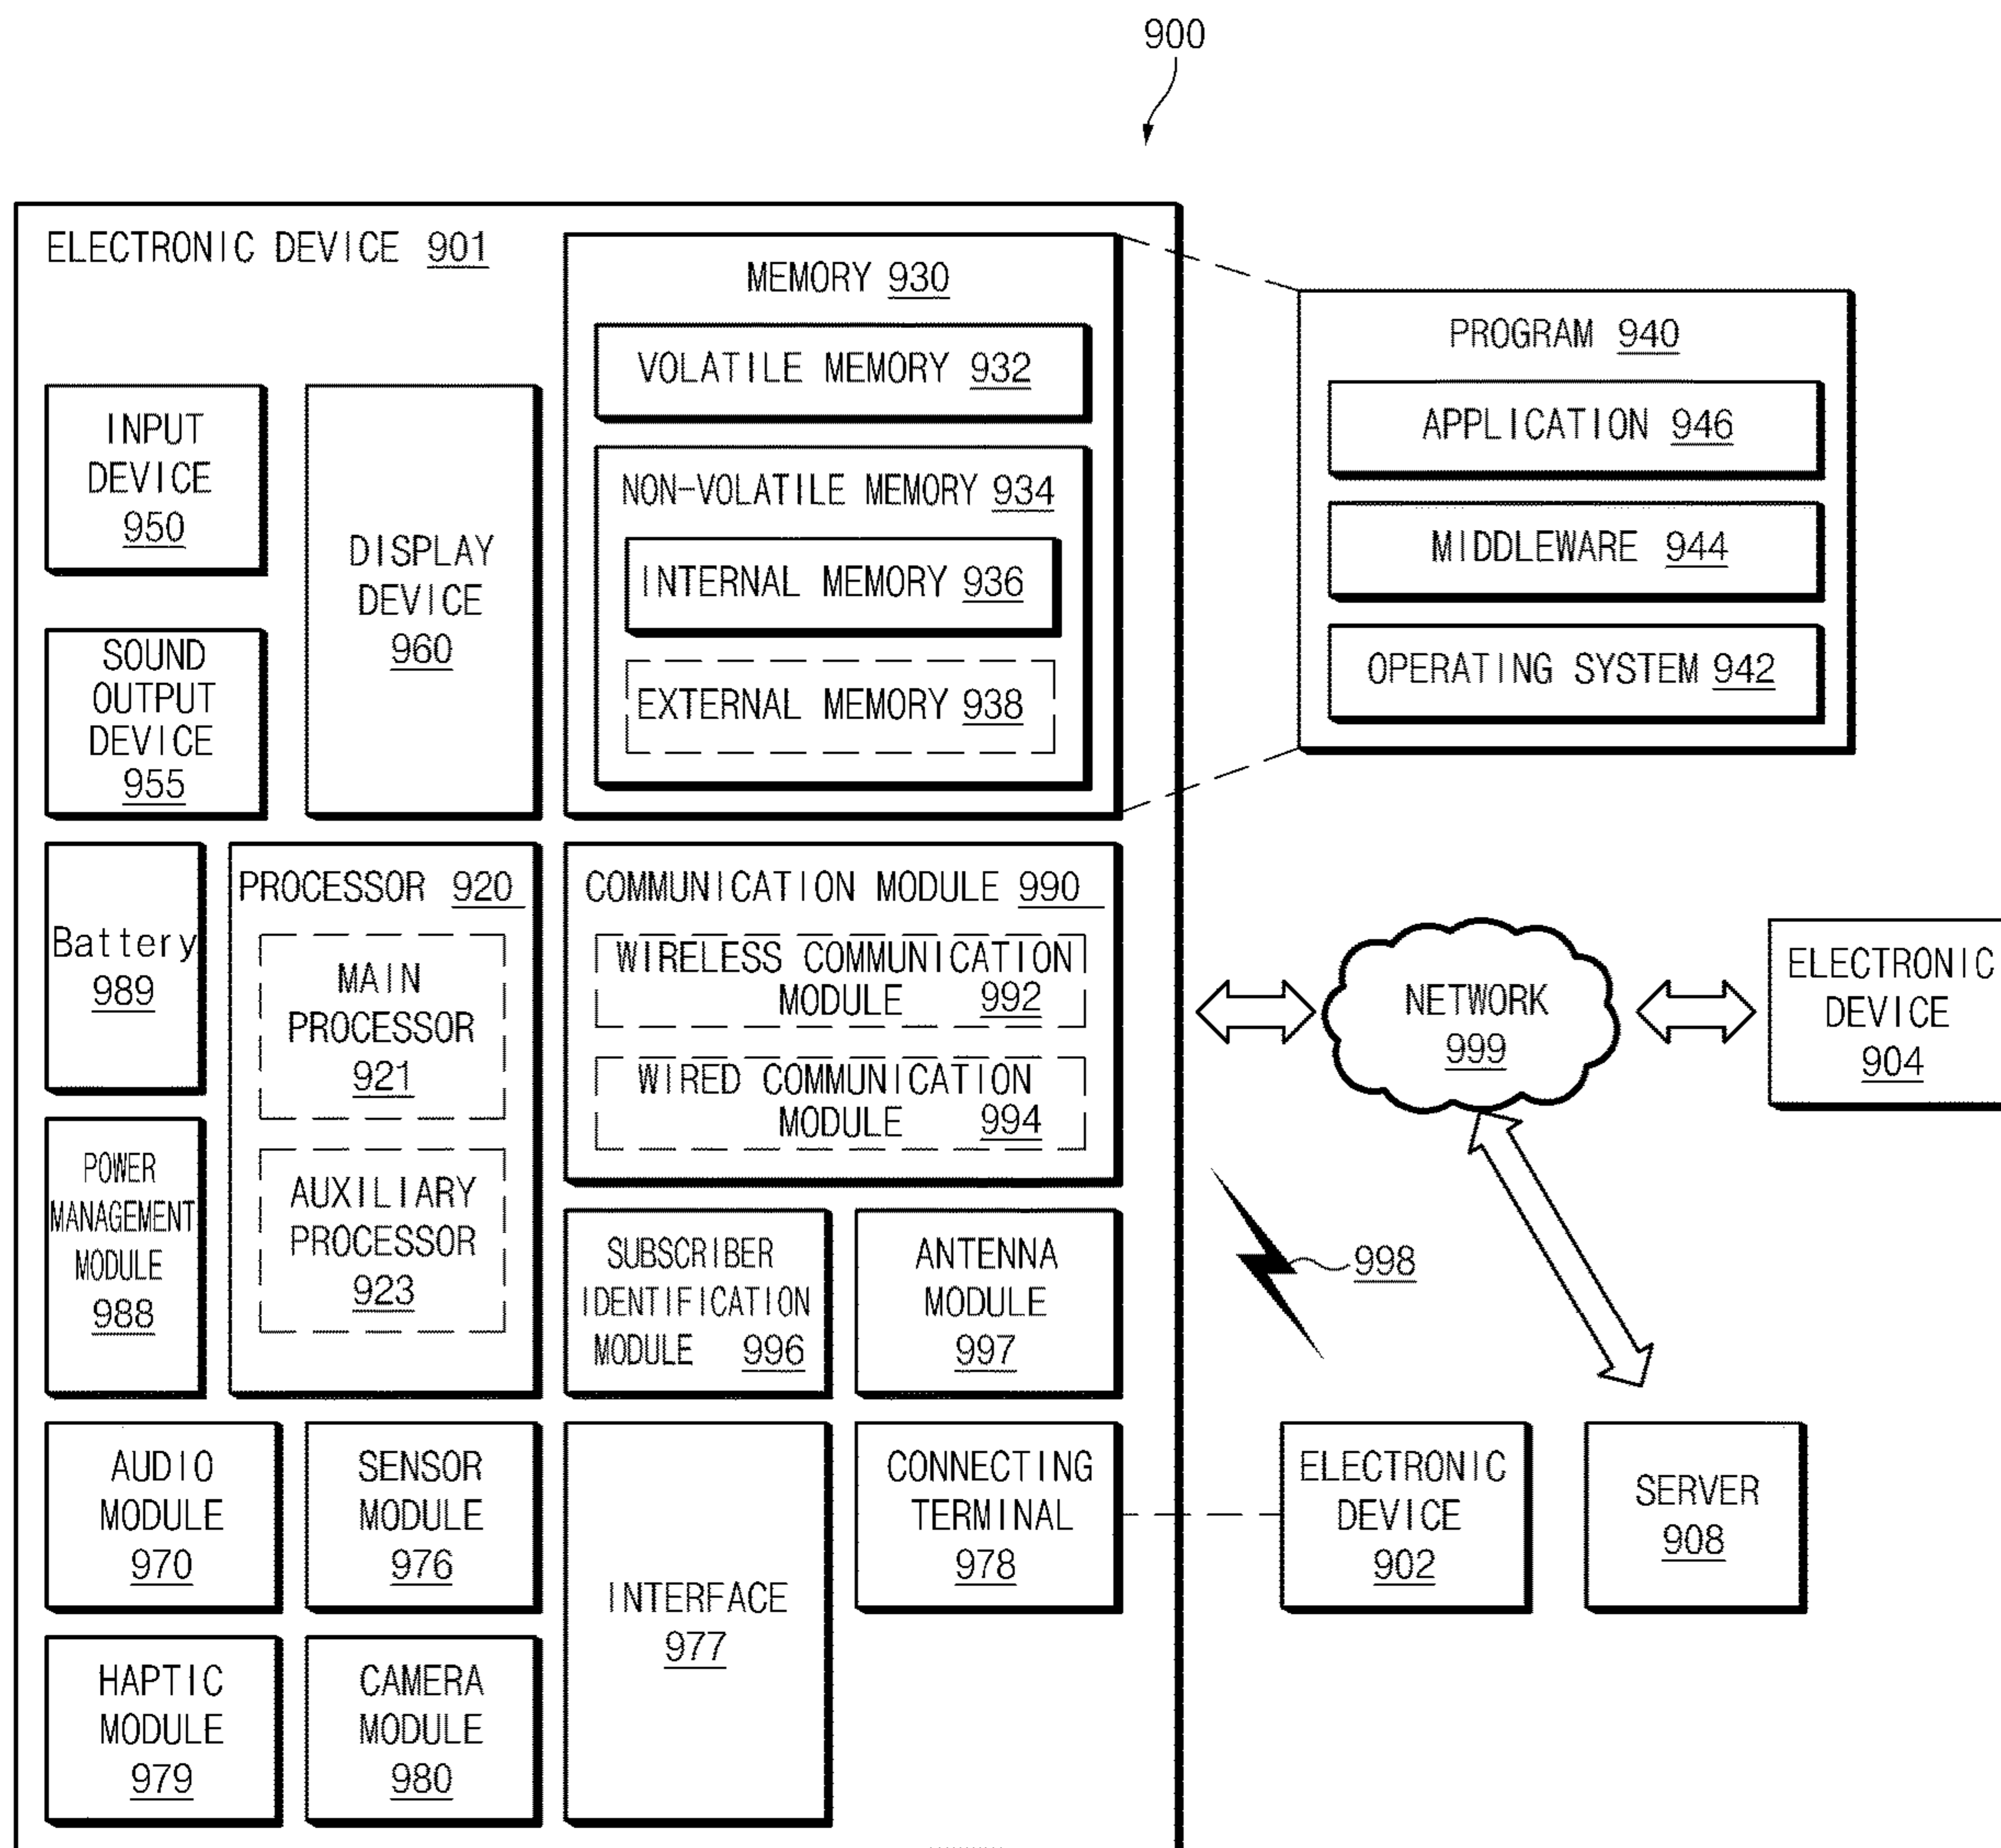 900
ELECTRONIC DEVICE 901
MEMORY 930
VOLATILE MEMORY 932
NON-VOLATILE MEMORY 934
INTERNAL MEMORY 936
EXTERNAL MEMORY 938
PROGRAM 940
APPLICATION 946
MIDDLEWARE 944
OPERATING SYSTEM 942
INPUT
DEVICE
950
SOUND
OUTPUT
DEVICE
955
DISPLAY
DEVICE
960
Battery
989
POWER
MANAGEMENT
MODULE
988
PROCESSOR 920
MAIN
PROCESSOR
921
AUXILIARY
PROCESSOR
923
COMMUNICATION MODULE 990
WIRELESS COMMUNICATION
MODULE 992
WIRED COMMUNICATION
MODULE 994
SUBSCRIBER
IDENTIFICATION
MODULE 996
ANTENNA
MODULE
997
NETWORK
999
ELECTRONIC
DEVICE
904
998
AUDIO
MODULE
970
SENSOR
MODULE
976
INTERFACE
977
CONNECTING
TERMINAL
978
ELECTRONIC
DEVICE
902
SERVER
908
HAPTIC
MODULE
979
CAMERA
MODULE
980